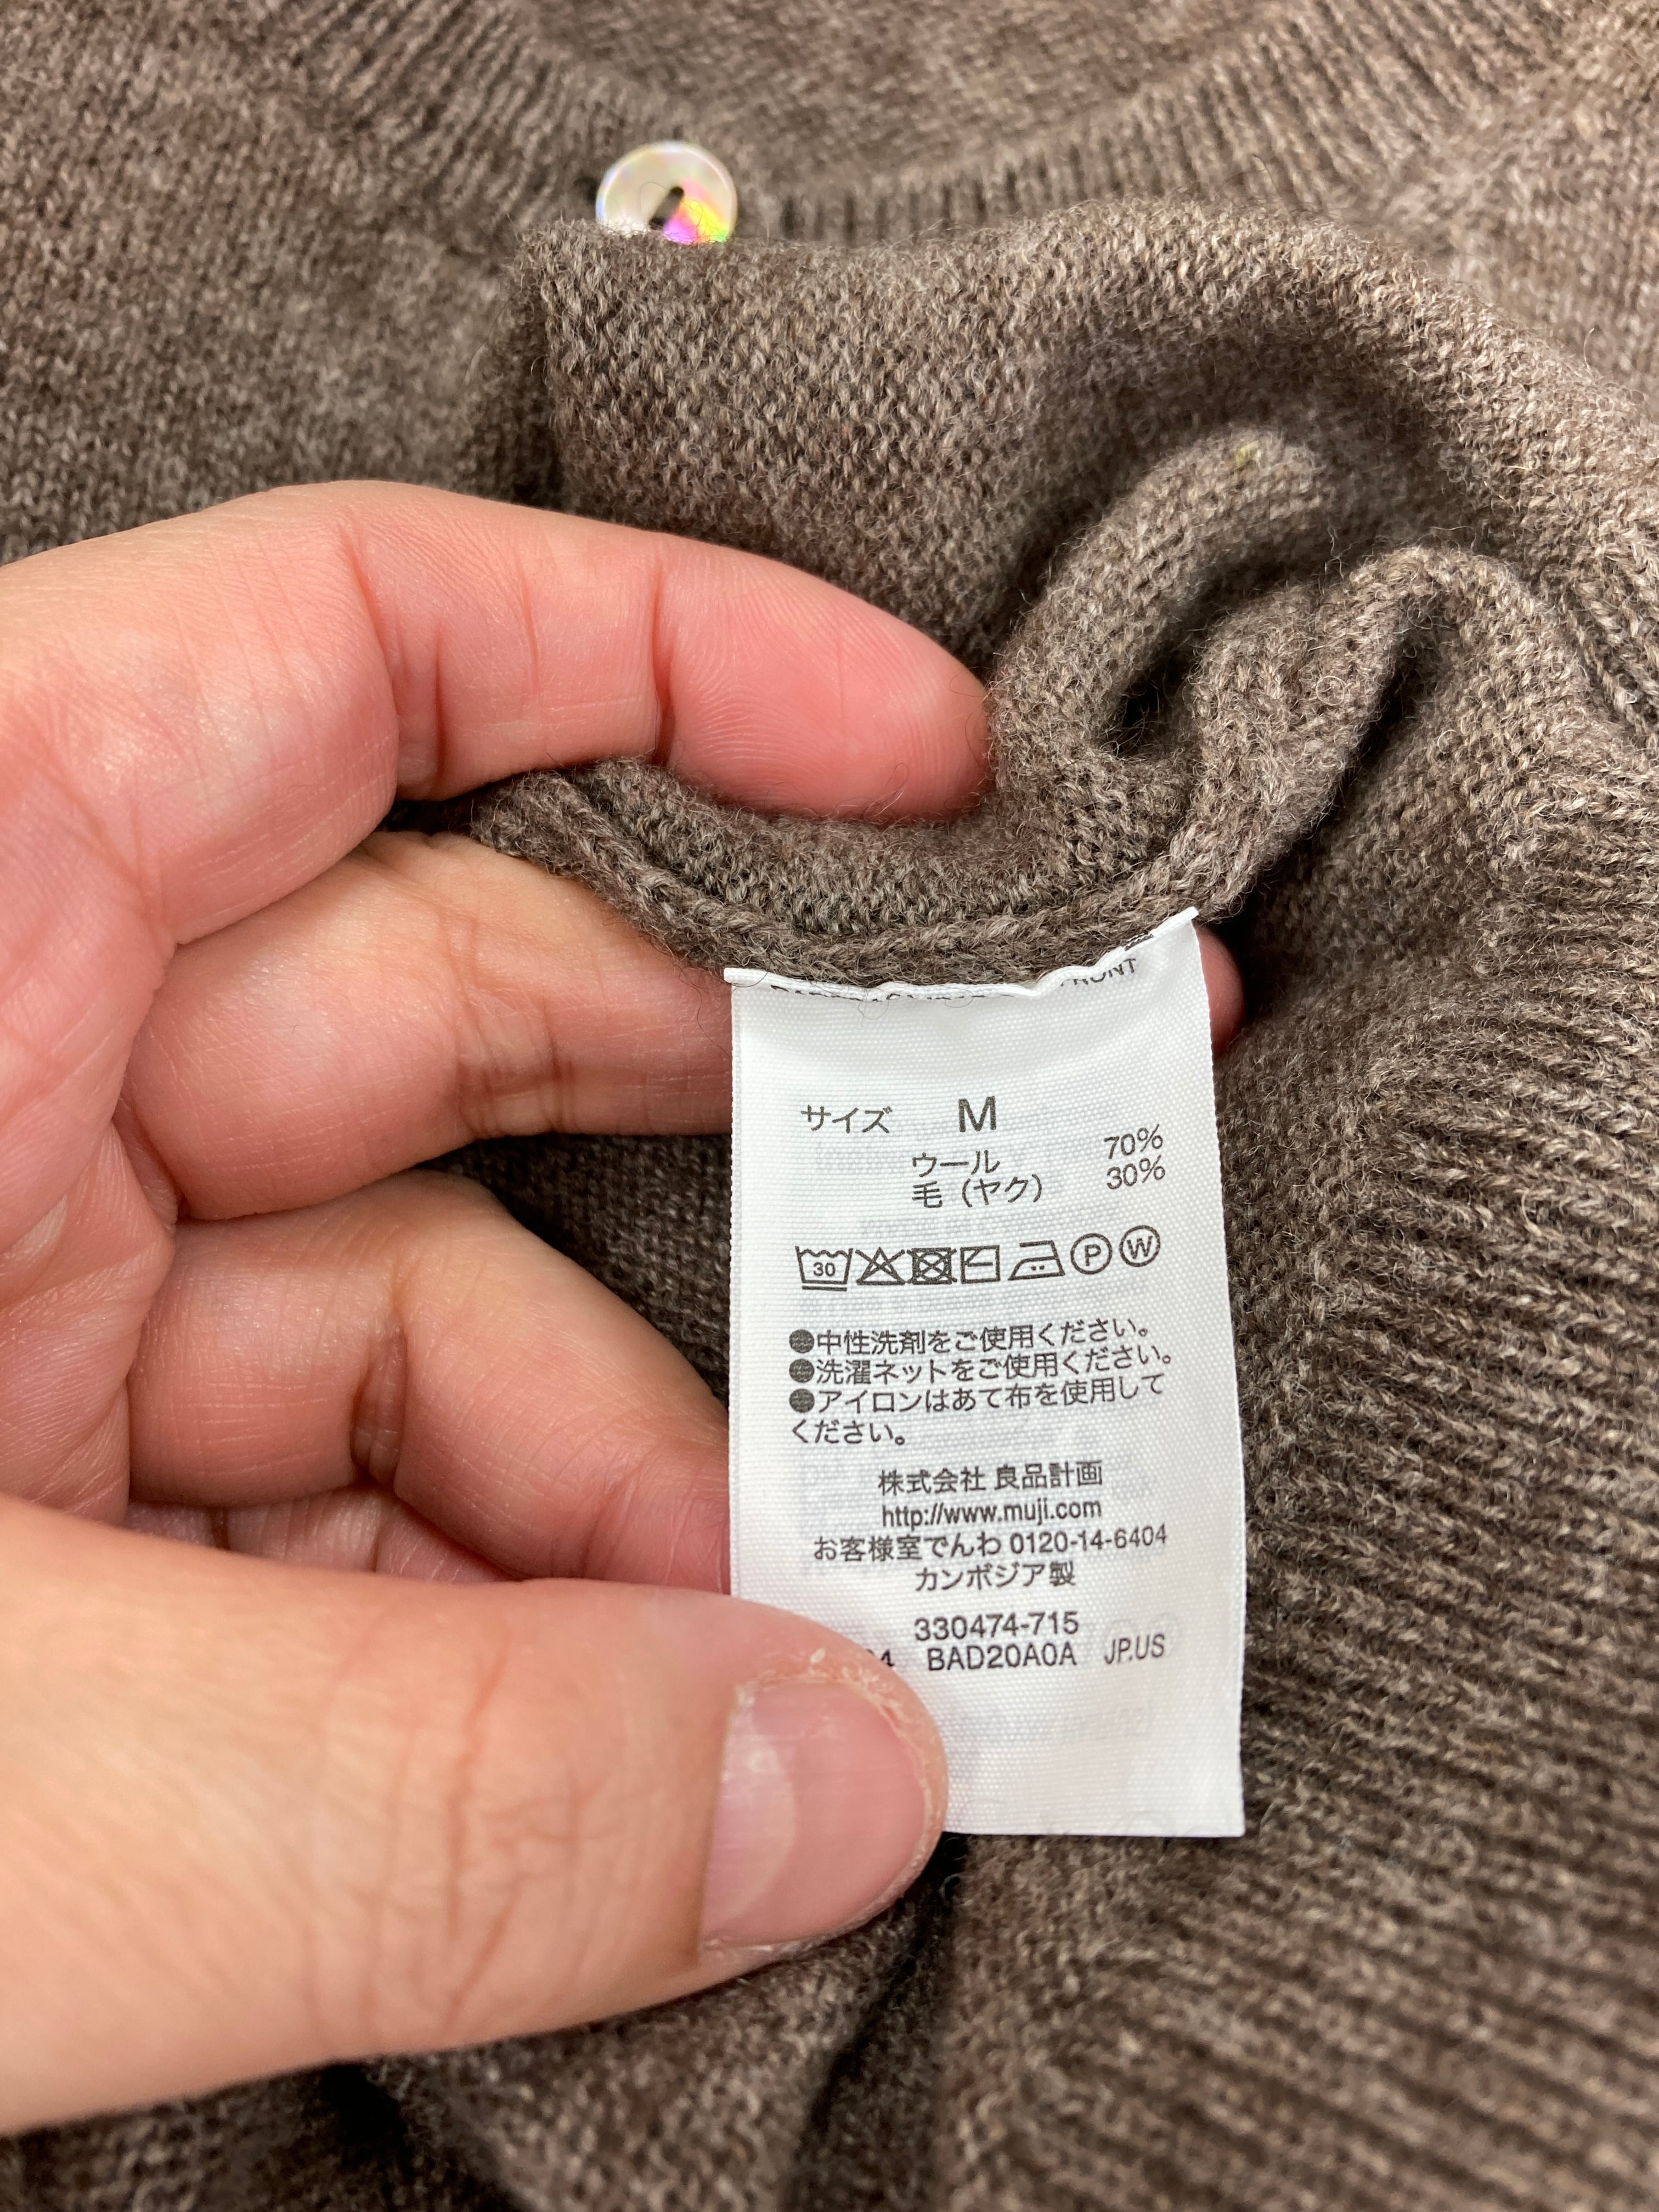 サイズ M
ウール 70%
毛（ヤク） 30%
30
P W
●中性洗剤をご使用ください。
●洗濯ネットをご使用ください。
●アイロンはあて布を使用して
ください。
株式会社 良品計画
http://www.muji.com
お客様室でんわ 0120-14-6404
カンボジア製
330474-715
BAD20A0A JP.US